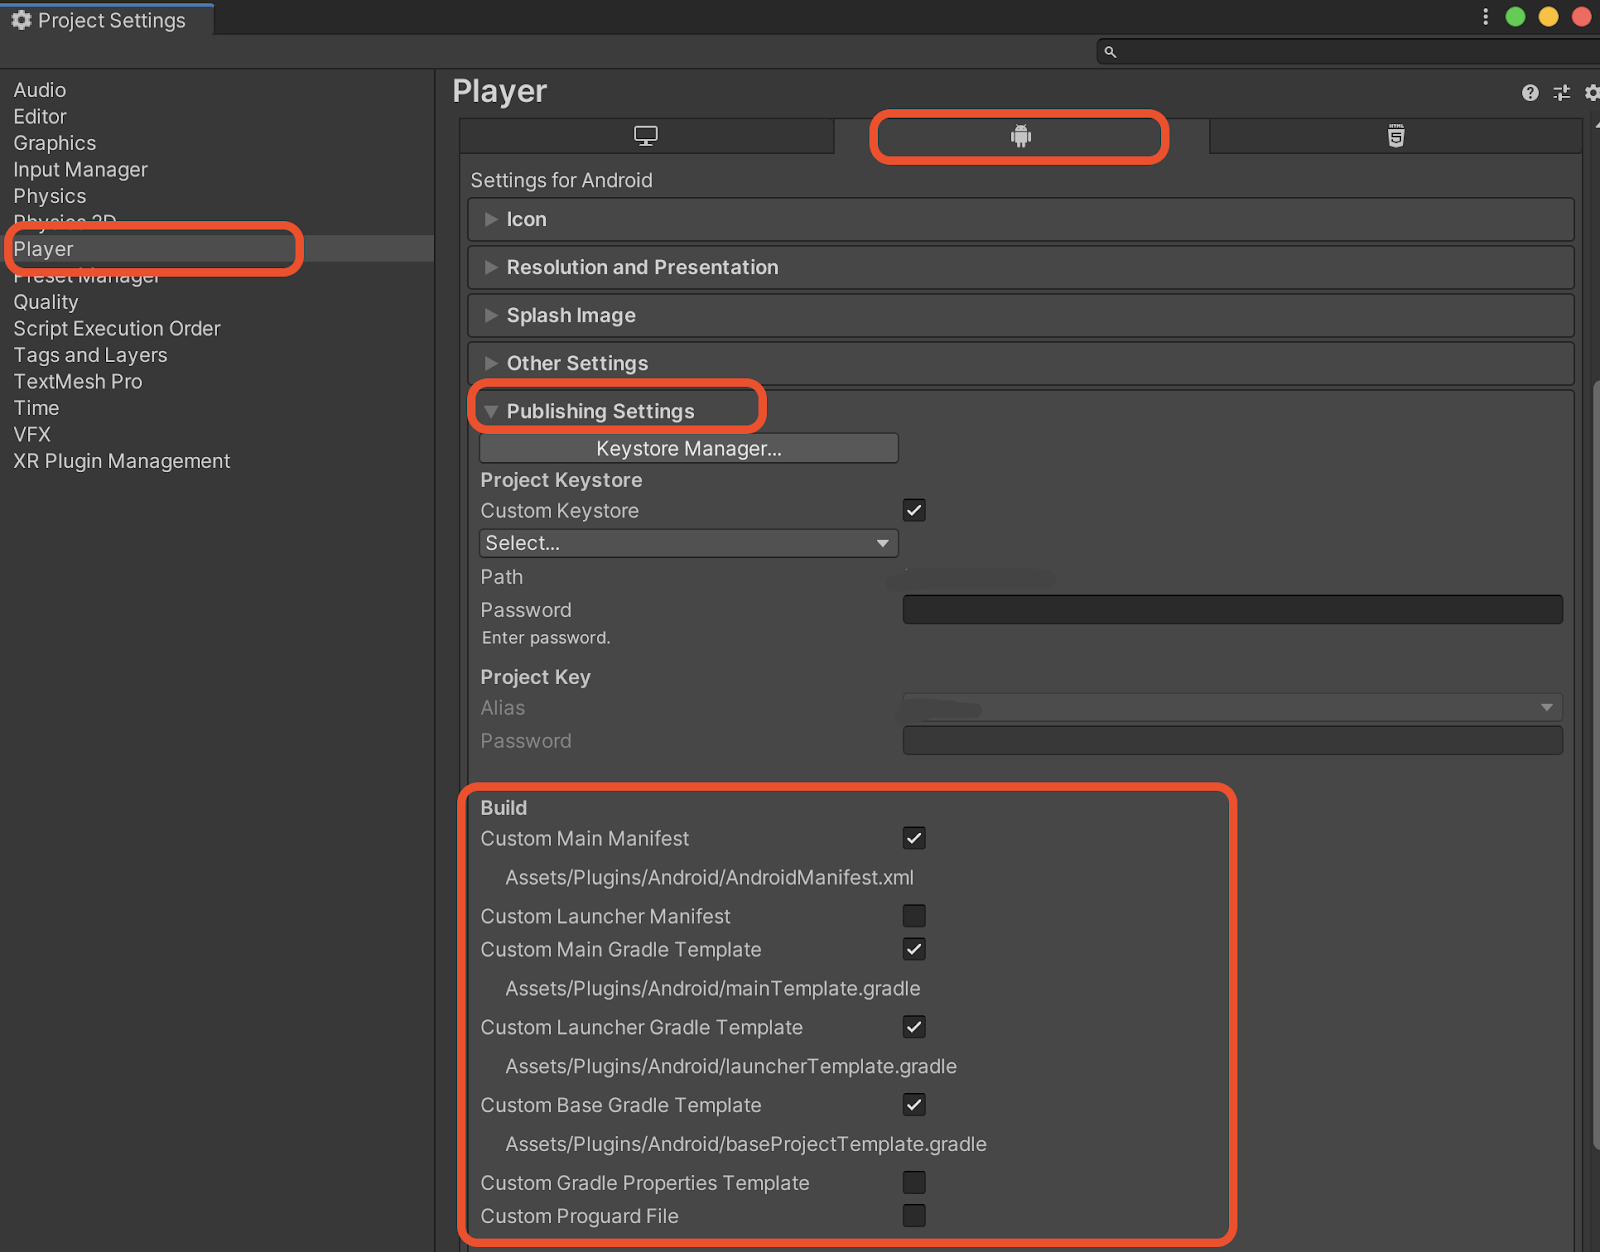 Project Settings
Audio
Editor
Graphics
Input Manager
Physics
Physics 2D
Player
Preset Manager
Quality
Script Execution Order
Tags and Layers
TextMesh Pro
Time
VFX
XR Plugin Management
Player
HTML 5
Settings for Android
Icon
Resolution and Presentation
Splash Image
Other Settings
Publishing Settings
Keystore Manager...
Project Keystore
Custom Keystore
Select...
Path
Password
Enter password.
Project Key
Alias
Password
Build
Custom Main Manifest
Assets/Plugins/Android/AndroidManifest.xml
Custom Launcher Manifest
Custom Main Gradle Template
Assets/Plugins/Android/mainTemplate.gradle
Custom Launcher Gradle Template
Assets/Plugins/Android/launcherTemplate.gradle
Custom Base Gradle Template
Assets/Plugins/Android/baseProjectTemplate.gradle
Custom Gradle Properties Template
Custom Proguard File